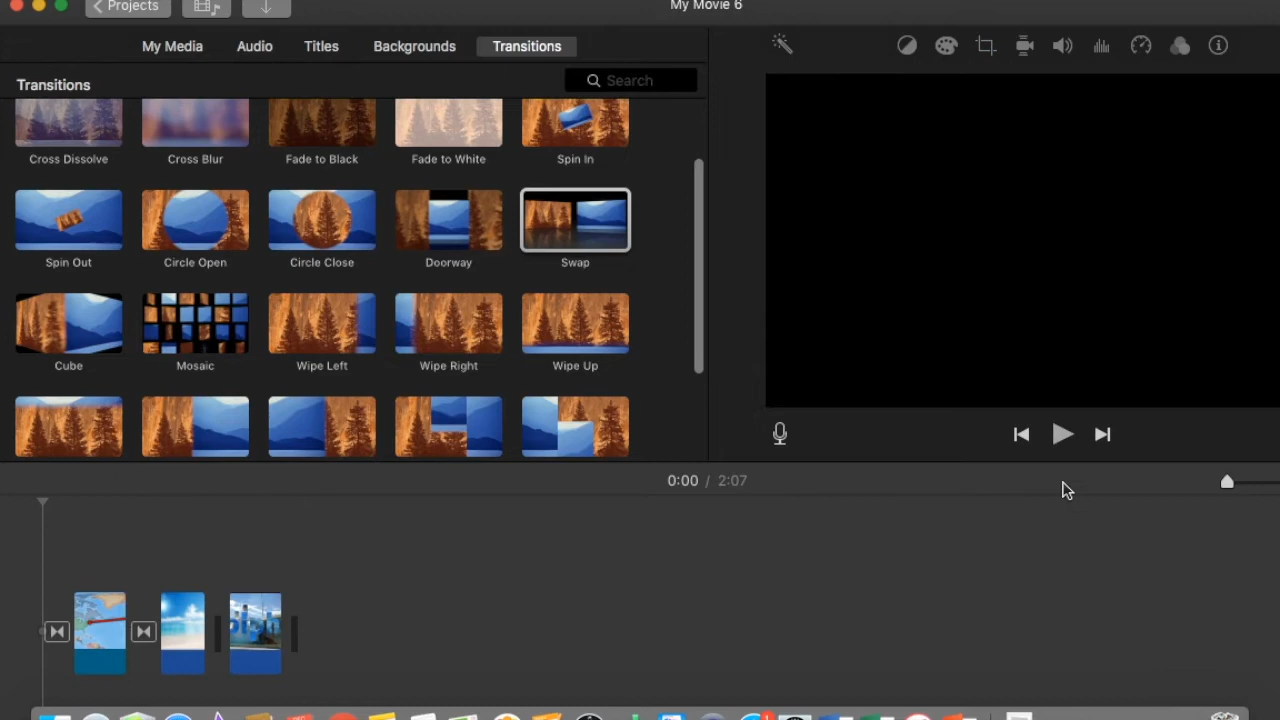 Projects
My Movie 6
My Media Audio Titles Backgrounds Transitions
Transitions
Search
Cross Dissolve Cross Blur Fade to Black Fade to White Spin In
Spin Out Circle Open Circle Close Doorway Swap
Cube Mosaic Wipe Left Wipe Right Wipe Up
0:00 / 2:07